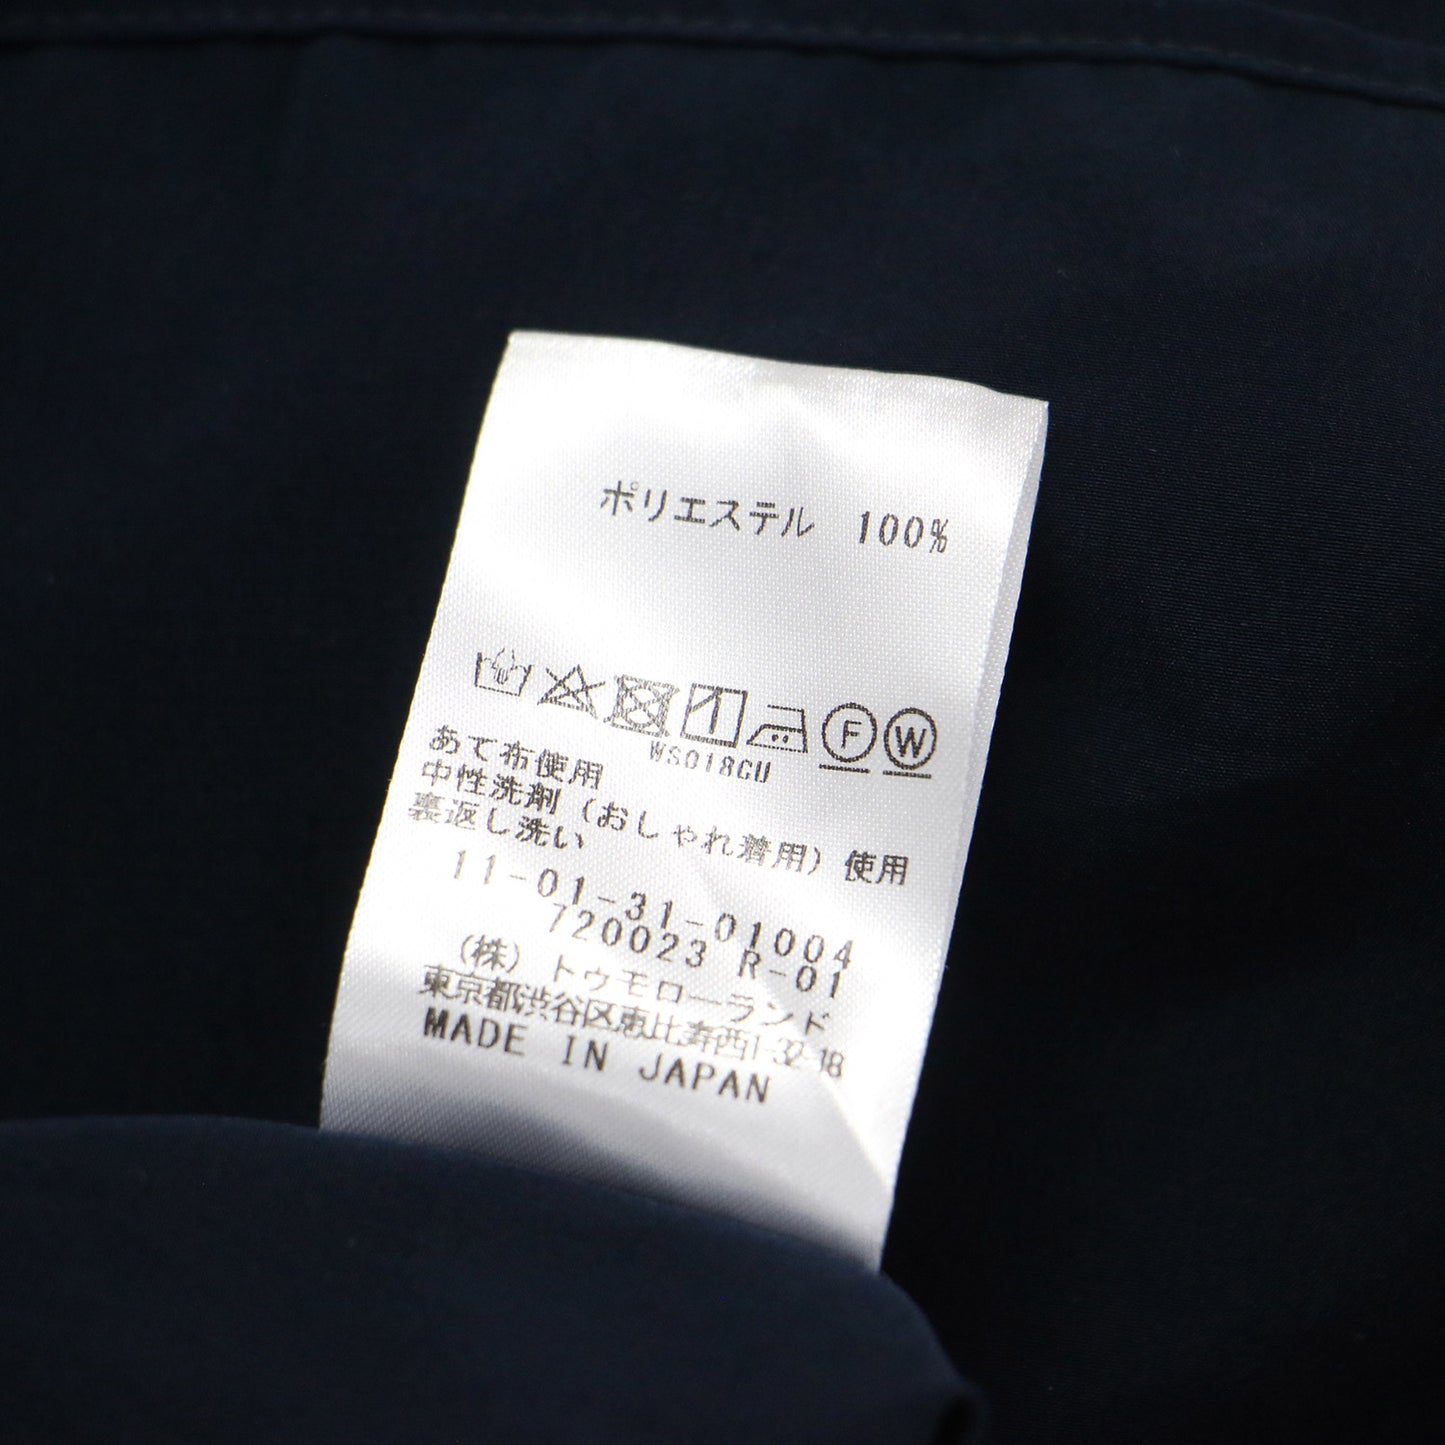 ポリエステル 100%
F W
WS018GU
あて布使用
中性洗剤(おしゃれ着用)使用
裏返し洗い
11-01-31-01004
720023 R-01
(株)トゥモローランド
東京都渋谷区恵比寿西1-32-18
MADE IN JAPAN